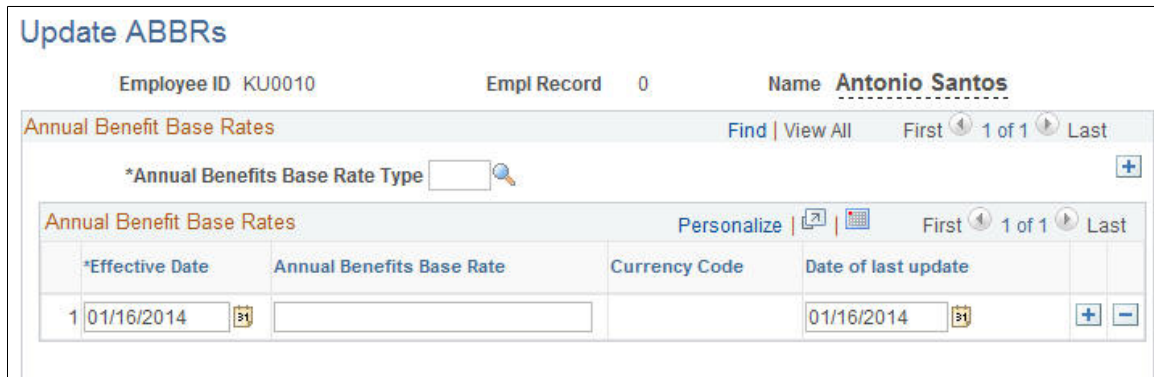 Update ABBRs
Employee ID KU0010 Empl Record 0 Name Antonio Santos
Annual Benefit Base Rates Find | View All First 1 of 1 Last
*Annual Benefits Base Rate Type
Annual Benefit Base Rates Personalize | | First 1 of 1 Last
*Effective Date Annual Benefits Base Rate Currency Code Date of last update
1 01/16/2014 31 01/16/2014 31